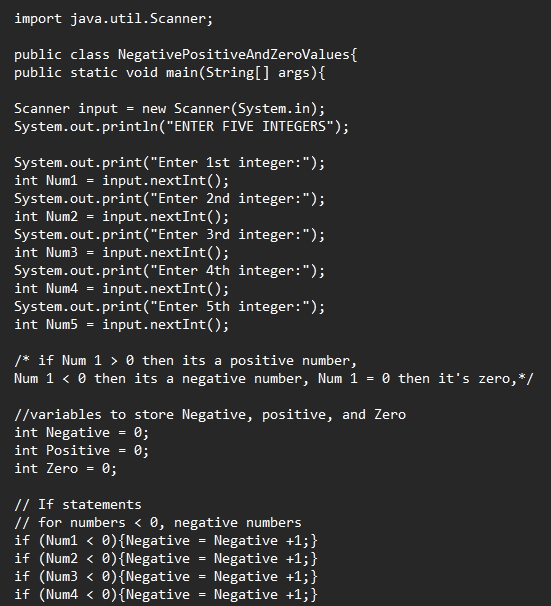 import java.util.Scanner;
public class NegativePositiveAndZeroValues{
public static void main(String[] args){
Scanner input = new Scanner(System.in);
System.out.println("ENTER FIVE INTEGERS");
System.out.print("Enter 1st integer:");
int Num1 = input.nextInt();
System.out.print("Enter 2nd integer:");
int Num2 = input.nextInt();
System.out.print("Enter 3rd integer:");
int Num3 = input.nextInt();
System.out.print("Enter 4th integer:");
int Num4 = input.nextInt();
System.out.print("Enter 5th integer:");
int Num5 = input.nextInt();
/* if Num 1 > 0 then its a positive number,
Num 1 < 0 then its a negative number, Num 1 = 0 then it's zero,*/
//variables to store Negative, positive, and Zero
int Negative = 0;
int Positive = 0;
int Zero = 0;
// If statements
// for numbers < 0, negative numbers
if (Num1 < 0){Negative = Negative +1;}
if (Num2 < 0){Negative = Negative +1;}
if (Num3 < 0){Negative = Negative +1;}
if (Num4 < 0){Negative = Negative +1;}